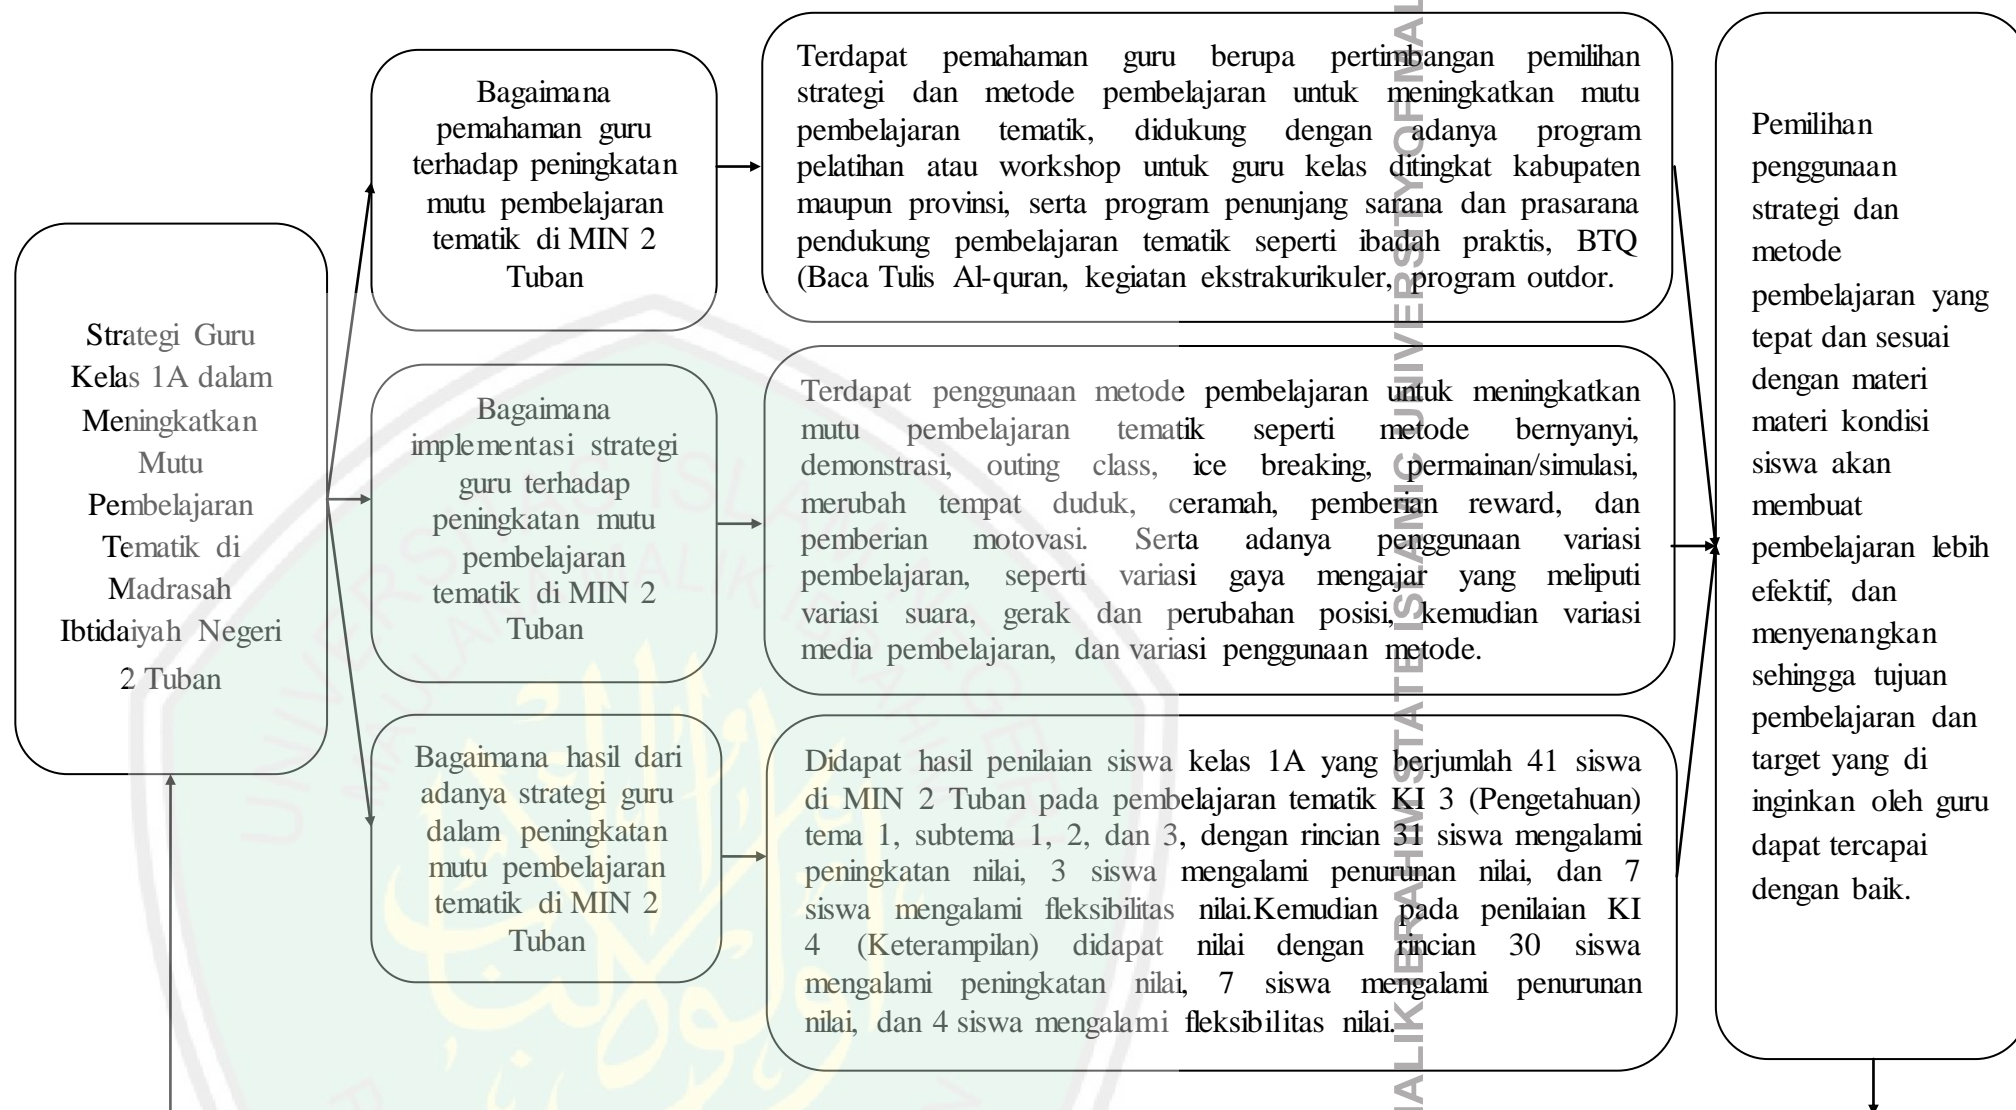 Strategi Guru
Kelas 1A dalam
Meningkatkan
Mutu
Pembelajaran
Tematik di
Madrasah
Ibtidaiyah Negeri
2 Tuban
Bagaimana
pemahaman guru
terhadap peningkatan
mutu pembelajaran
tematik di MIN 2
Tuban
Terdapat pemahaman guru berupa pertimbangan pemilihan
strategi dan metode pembelajaran untuk meningkatkan mutu
pembelajaran tematik, didukung dengan adanya program
pelatihan atau workshop untuk guru kelas ditingkat kabupaten
maupun provinsi, serta program penunjang sarana dan prasarana
pendukung pembelajaran tematik seperti ibadah praktis, BTQ
(Baca Tulis Al-quran, kegiatan ekstrakurikuler, program outdor.
Bagaimana
implementasi strategi
guru terhadap
peningkatan mutu
pembelajaran
tematik di MIN 2
Tuban
Terdapat penggunaan metode pembelajaran untuk meningkatkan
mutu pembelajaran tematik seperti metode bernyanyi,
demonstrasi, outing class, ice breaking, permainan/simulasi,
merubah tempat duduk, ceramah, pemberian reward, dan
pemberian motovasi. Serta adanya penggunaan variasi
pembelajaran, seperti variasi gaya mengajar yang meliputi
variasi suara, gerak dan perubahan posisi, kemudian variasi
media pembelajaran, dan variasi penggunaan metode.
Bagaimana hasil dari
adanya strategi guru
dalam peningkatan
mutu pembelajaran
tematik di MIN 2
Tuban
Didapat hasil penilaian siswa kelas 1A yang berjumlah 41 siswa
di MIN 2 Tuban pada pembelajaran tematik KI 3 (Pengetahuan)
tema 1, subtema 1, 2, dan 3, dengan rincian 31 siswa mengalami
peningkatan nilai, 3 siswa mengalami penurunan nilai, dan 7
siswa mengalami fleksibilitas nilai.Kemudian pada penilaian KI
4 (Keterampilan) didapat nilai dengan rincian 30 siswa
mengalami peningkatan nilai, 7 siswa mengalami penurunan
nilai, dan 4 siswa mengalami fleksibilitas nilai.
Pemilihan
penggunaan
strategi dan
metode
pembelajaran yang
tepat dan sesuai
dengan materi
materi kondisi
siswa akan
membuat
pembelajaran lebih
efektif, dan
menyenangkan
sehingga tujuan
pembelajaran dan
target yang di
inginkan oleh guru
dapat tercapai
dengan baik.
MALIK IBRAHIM STATE ISLAMIC UNIVERSITY OF MAL
UNIVERSITAS ISLAM NEGERI
MAULANA MALIK IBRAHIM